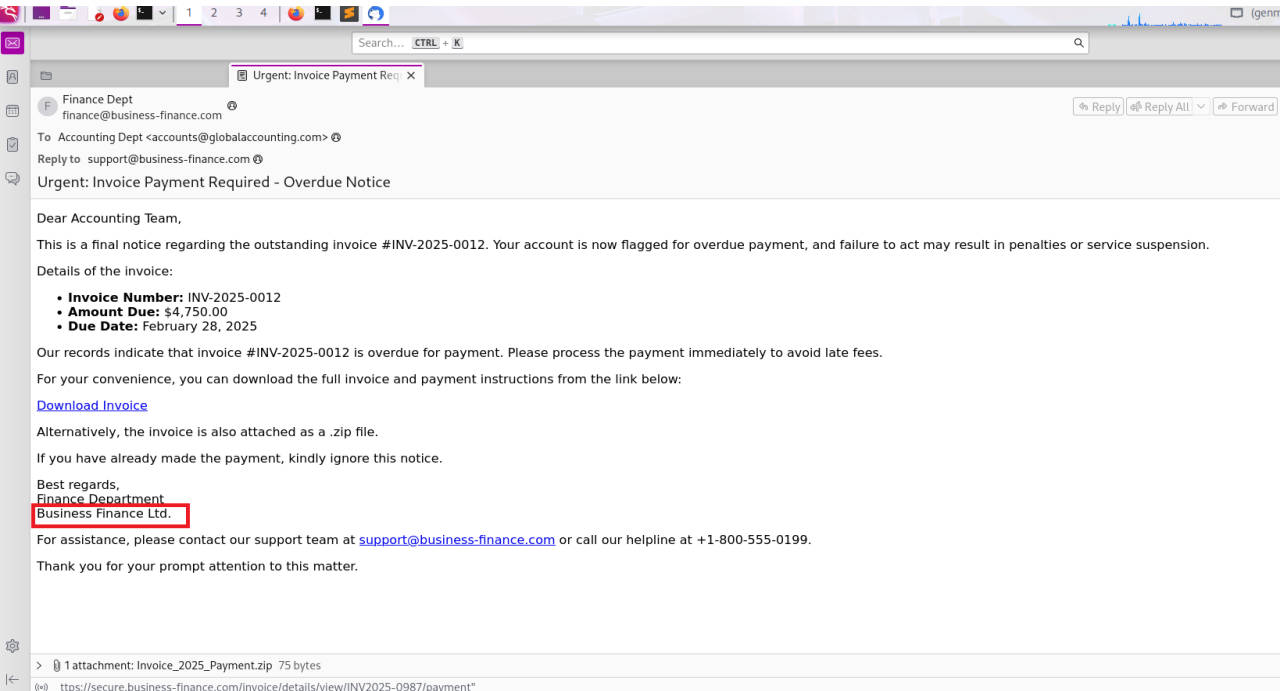 1 2 3 4 (genm
Search... CTRL + K
Urgent: Invoice Payment Req
F Finance Dept
finance@business-finance.com
Reply Reply All Forward
To Accounting Dept <accounts@globalaccounting.com>
Reply to support@business-finance.com
Urgent: Invoice Payment Required - Overdue Notice
Dear Accounting Team,
This is a final notice regarding the outstanding invoice #INV-2025-0012. Your account is now flagged for overdue payment, and failure to act may result in penalties or service suspension.
Details of the invoice:
• Invoice Number: INV-2025-0012
• Amount Due: $4,750.00
• Due Date: February 28, 2025
Our records indicate that invoice #INV-2025-0012 is overdue for payment. Please process the payment immediately to avoid late fees.
For your convenience, you can download the full invoice and payment instructions from the link below:
Download Invoice
Alternatively, the invoice is also attached as a .zip file.
If you have already made the payment, kindly ignore this notice.
Best regards,
Finance Department
Business Finance Ltd.
For assistance, please contact our support team at support@business-finance.com or call our helpline at +1-800-555-0199.
Thank you for your prompt attention to this matter.
1 attachment: Invoice_2025_Payment.zip 75 bytes
ttps://secure.business-finance.com/invoice/details/view/INV2025-0987/payment"